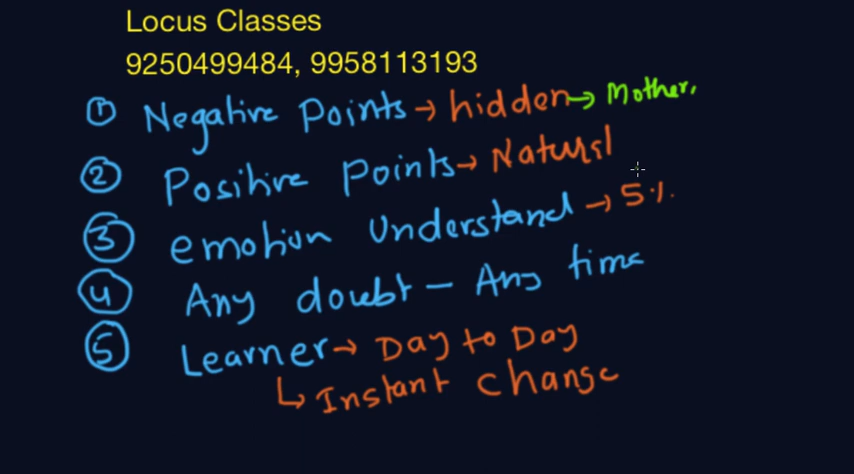 Locus Classes
9250499484, 9958113193
① Negative Points → hidden → Mother,
② Positive Points → Natural
③ emotion Understand → 5%.
④ Any doubt - Any time
⑤ Learner → Day to Day
↳ Instant change